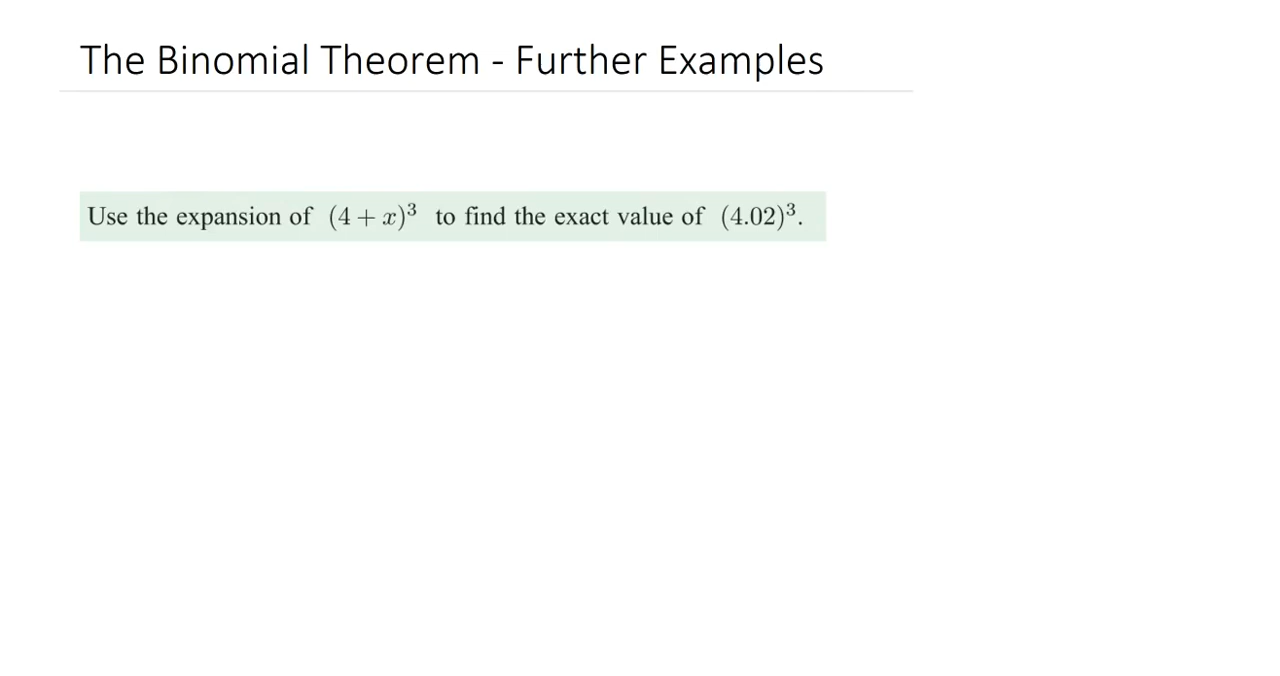 The Binomial Theorem - Further Examples
Use the expansion of (4 + x)³ to find the exact value of (4.02)³.